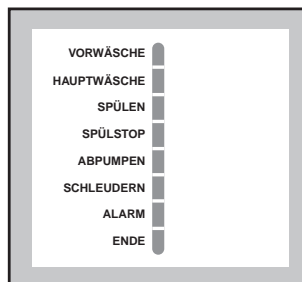 VORWÄSCHE
HAUPTWÄSCHE
SPÜLEN
SPÜLSTOP
ABPUMPEN
SCHLEUDERN
ALARM
ENDE